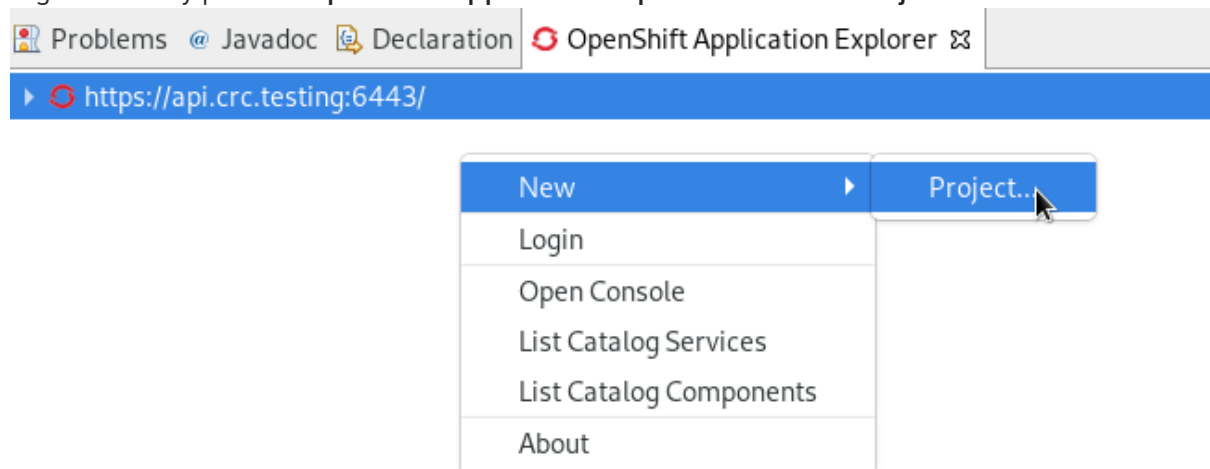 Problems @ Javadoc Declaration OpenShift Application Explorer
https://api.crc.testing:6443/
New Project...
Login
Open Console
List Catalog Services
List Catalog Components
About